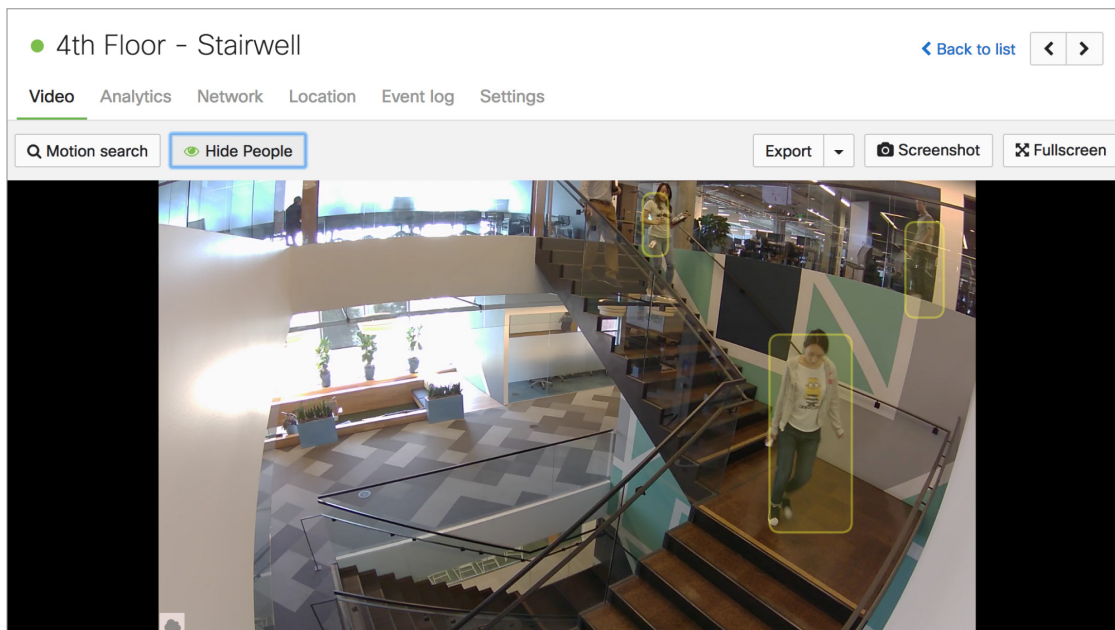 4th Floor - Stairwell
Back to list
Video Analytics Network Location Event log Settings
Motion search Hide People Export Screenshot Fullscreen